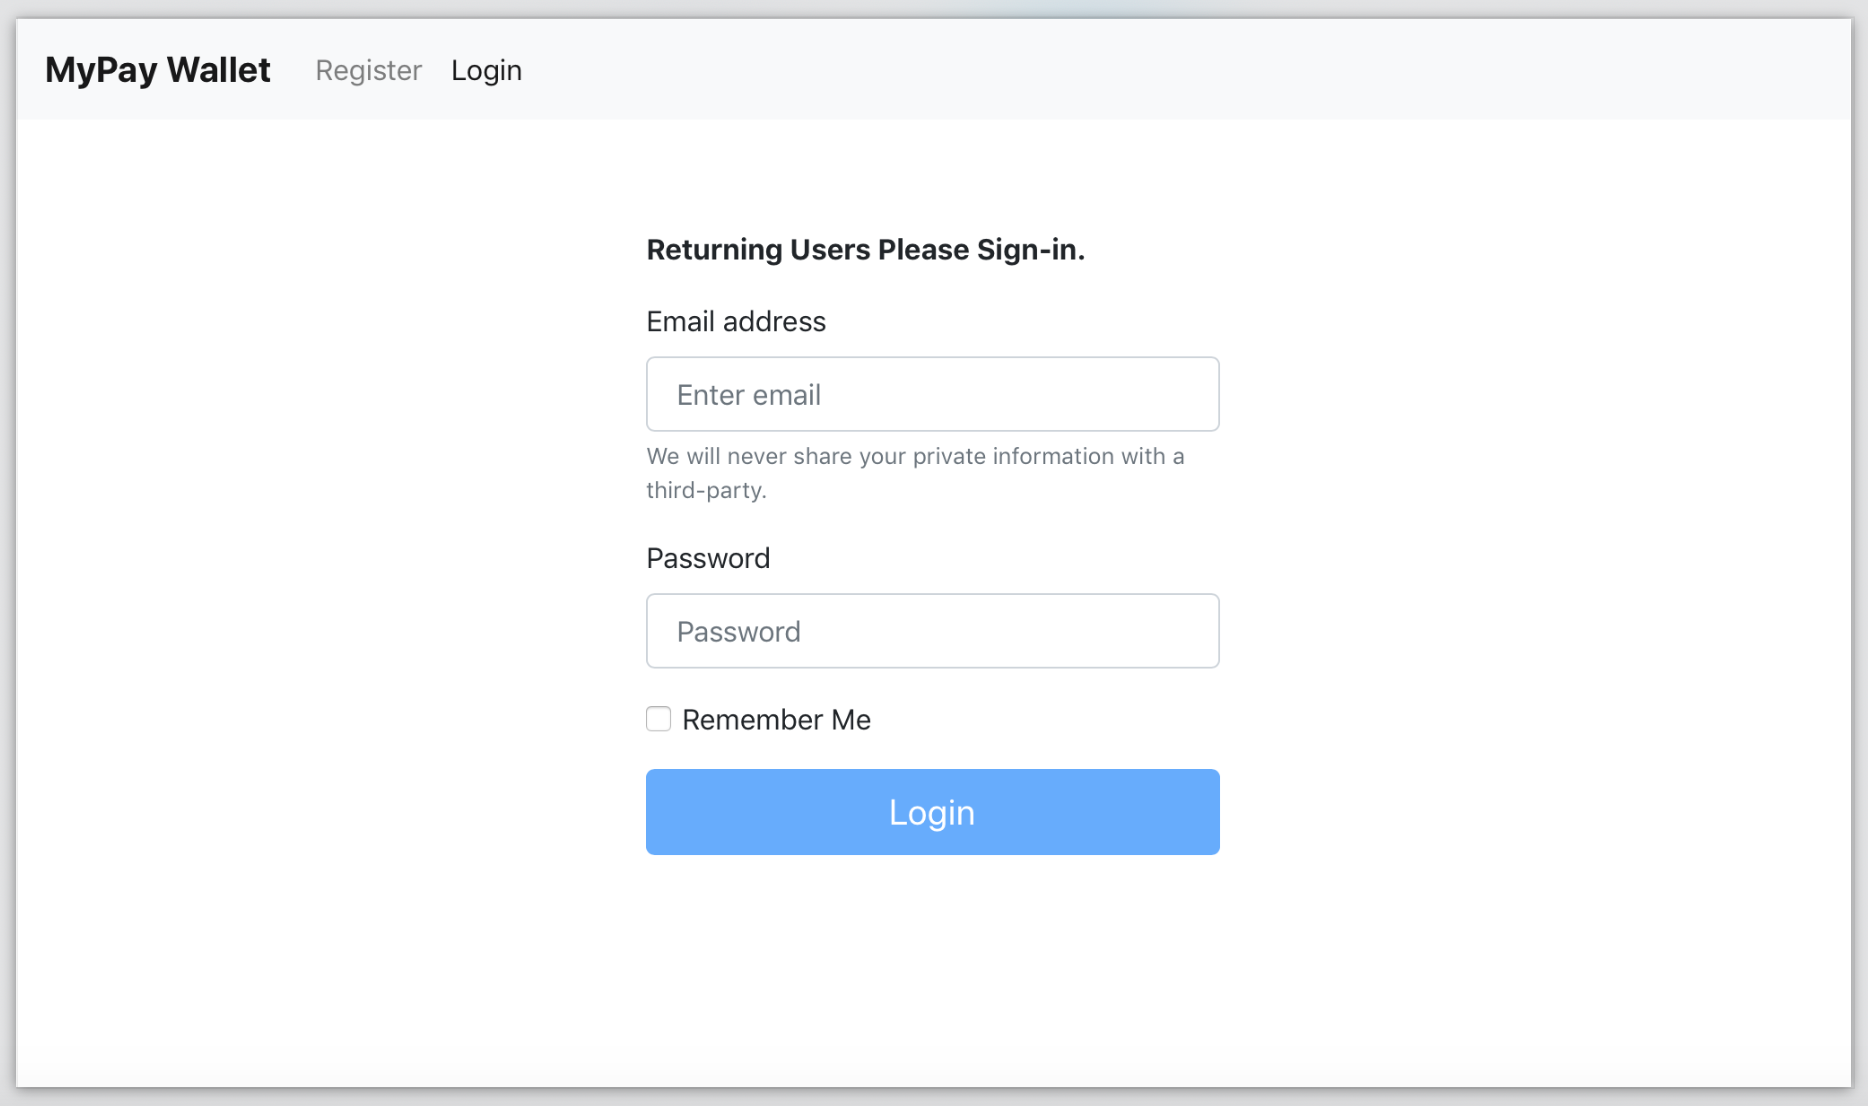 MyPay Wallet Register Login
Returning Users Please Sign-in.
Email address
Enter email
We will never share your private information with a
third-party.
Password
Password
Remember Me
Login